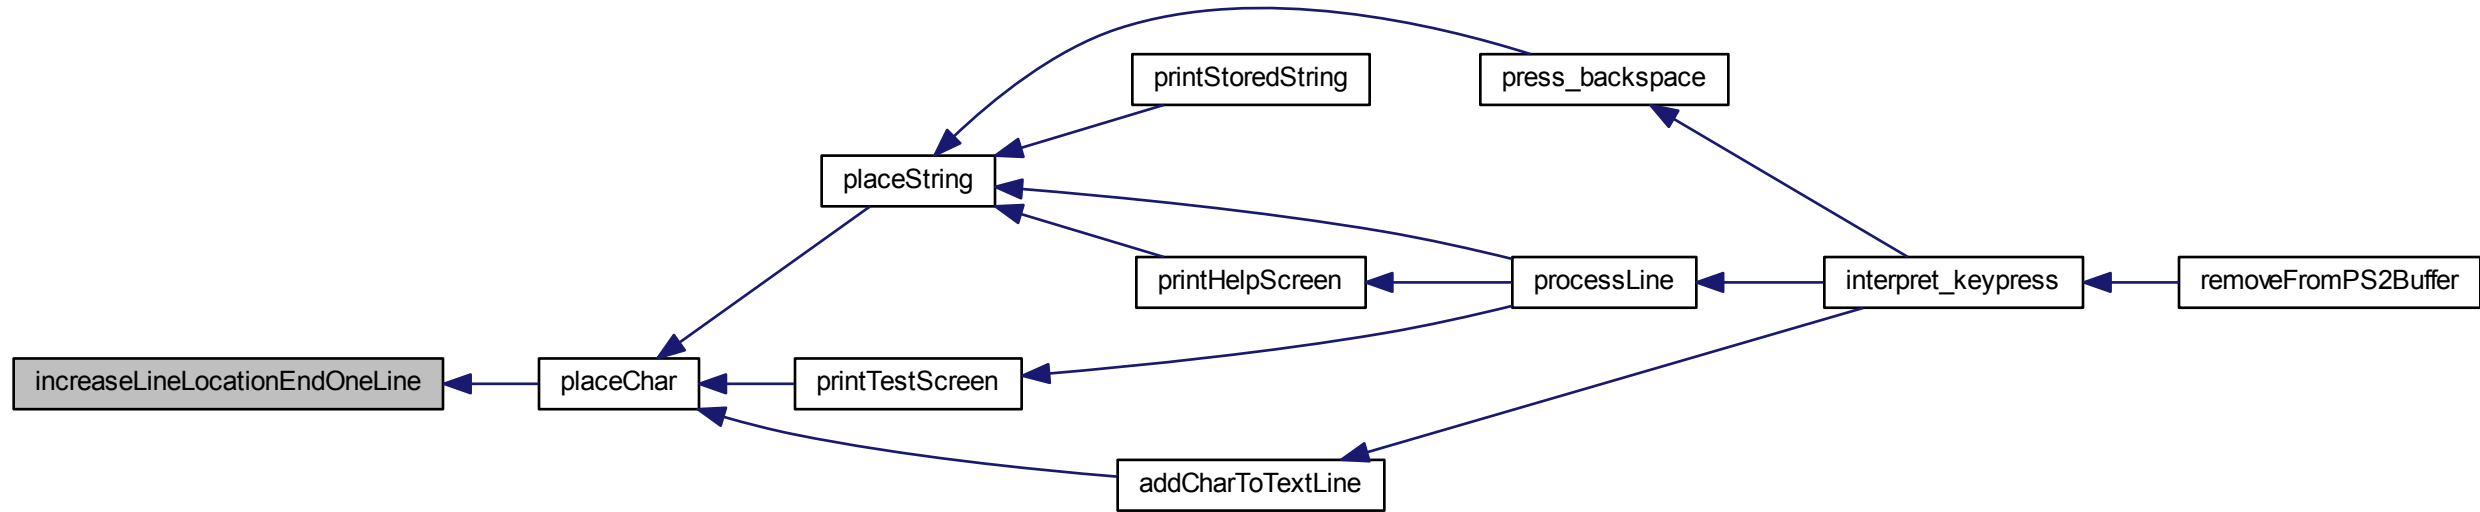 printStoredString
press_backspace
placeString
printHelpScreen
processLine
interpret_keypress
removeFromPS2Buffer
increaseLineLocationEndOneLine
placeChar
printTestScreen
addCharToTextLine